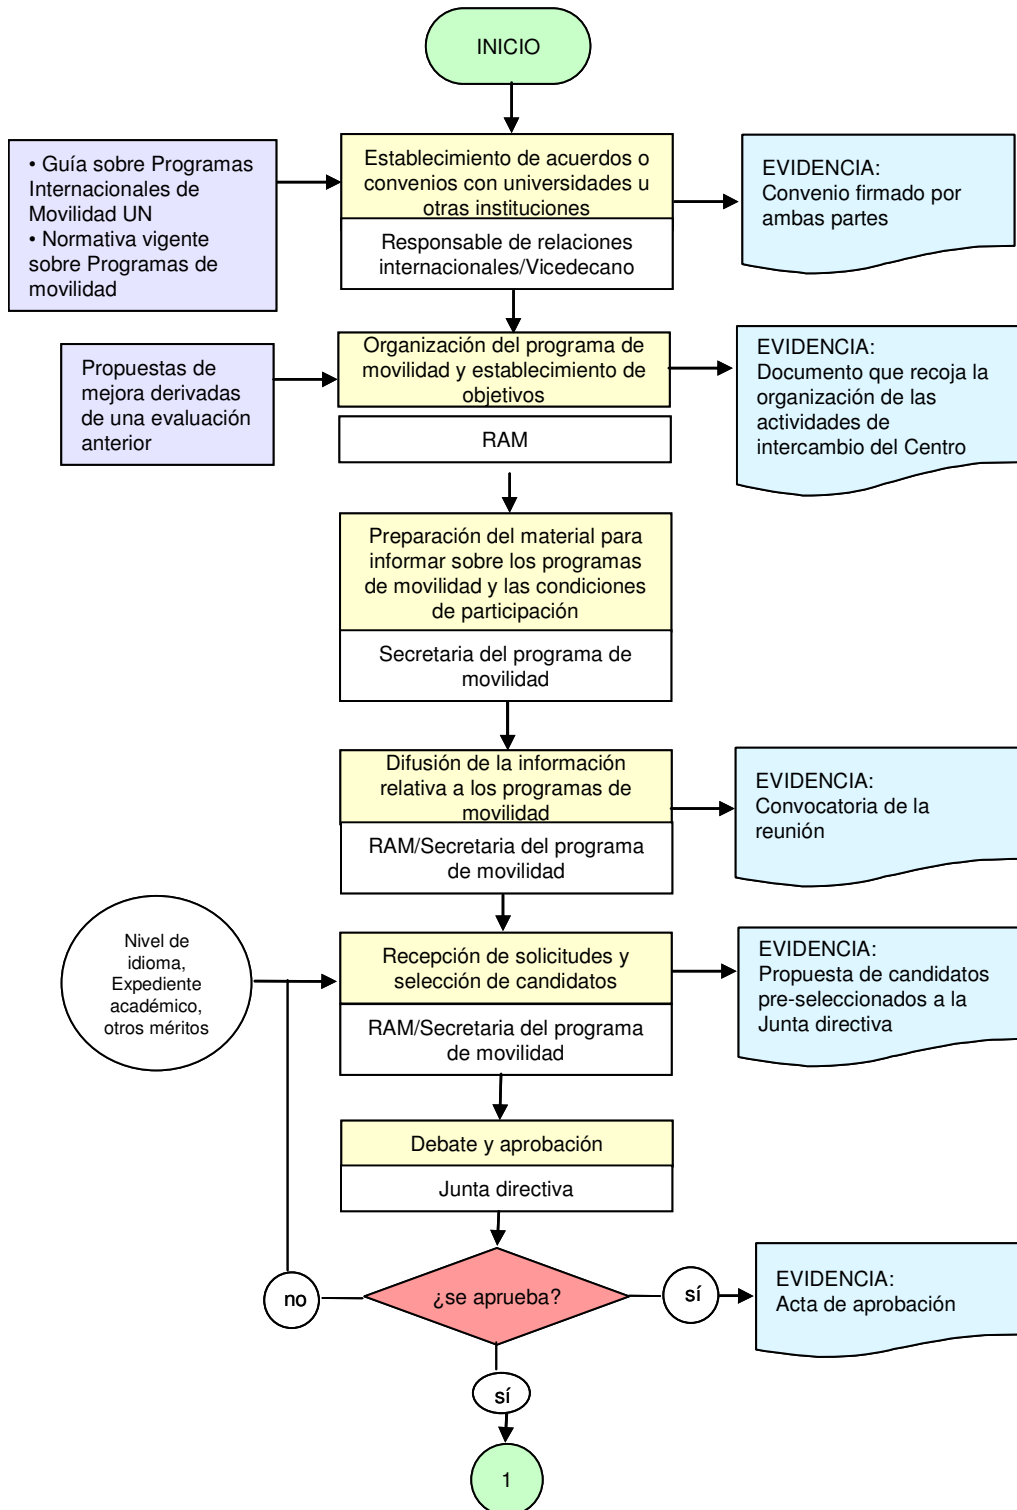 INICIO
• Guía sobre Programas
Internacionales de
Movilidad UN
• Normativa vigente
sobre Programas de
movilidad
Establecimiento de acuerdos o
convenios con universidades u
otras instituciones
Responsable de relaciones
internacionales/Vicedecano
EVIDENCIA:
Convenio firmado por
ambas partes
Propuestas de
mejora derivadas
de una evaluación
anterior
Organización del programa de
movilidad y establecimiento de
objetivos
RAM
EVIDENCIA:
Documento que recoja la
organización de las
actividades de
intercambio del Centro
Preparación del material para
informar sobre los programas
de movilidad y las condiciones
de participación
Secretaria del programa de
movilidad
Difusión de la información
relativa a los programas de
movilidad
RAM/Secretaria del programa
de movilidad
EVIDENCIA:
Convocatoria de la
reunión
Nivel de
idioma,
Expediente
académico,
otros méritos
Recepción de solicitudes y
selección de candidatos
RAM/Secretaria del programa
de movilidad
EVIDENCIA:
Propuesta de candidatos
pre-seleccionados a la
Junta directiva
Debate y aprobación
Junta directiva
no
¿se aprueba?
sí
EVIDENCIA:
Acta de aprobación
sí
1